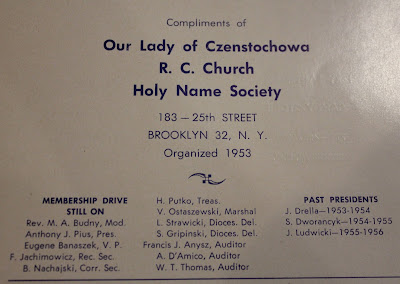 Compliments of
Our Lady of Czenstochowa
R. C. Church
Holy Name Society
183 — 25th STREET
BROOKLYN 32, N. Y.
Organized 1953
MEMBERSHIP DRIVE
STILL ON
Rev. M. A. Budny, Mod.
Anthony J. Pius, Pres.
Eugene Banaszek, V. P.
F. Jachimowicz, Rec. Sec.
B. Nachajski, Corr. Sec.
H. Putko, Treas.
V. Ostaszewski, Marshal
L. Strawicki, Dioces. Del.
S. Gripinski, Dioces. Del.
Francis J. Anysz, Auditor
A. D'Amico, Auditor
W. T. Thomas, Auditor
PAST PRESIDENTS
J. Drella—1953-1954
S. Dworancyk—1954-1955
J. Ludwicki—1955-1956